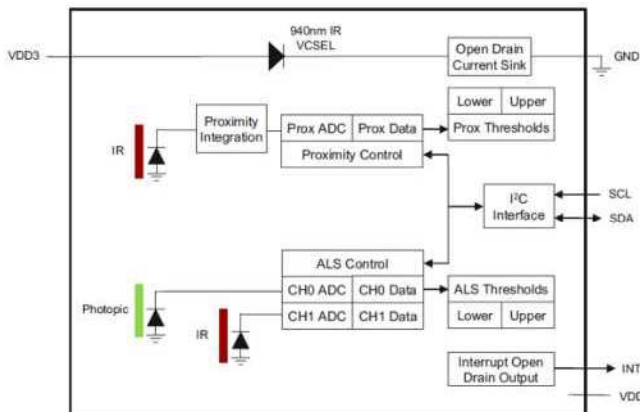 940nm IR
VCSEL
VDD3
Open Drain
Current Sink
GND
Lower Upper
Prox Thresholds
Proximity
Integration
Prox ADC Prox Data
Proximity Control
IR
I²C
Interface
SCL
SDA
ALS Control
CH0 ADC CH0 Data
CH1 ADC CH1 Data
ALS Thresholds
Lower Upper
Photopic
IR
Interrupt Open
Drain Output
INT
VDD